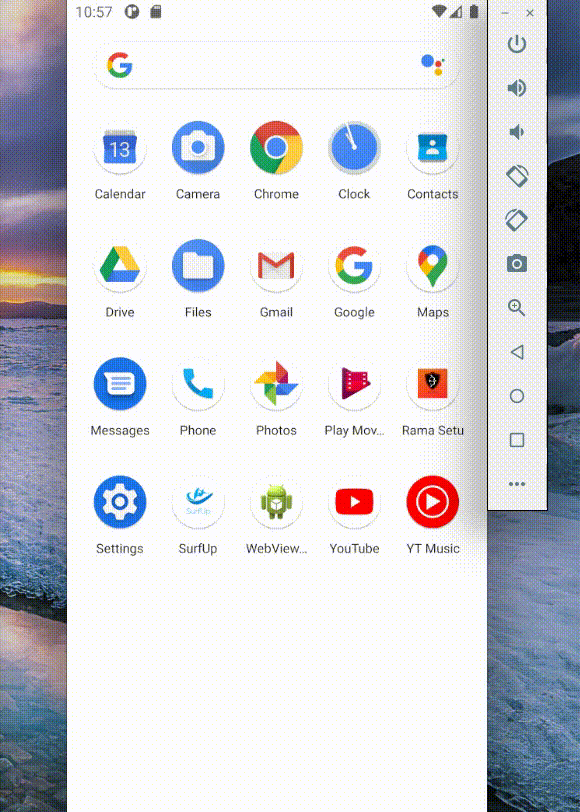 10:57
13
Calendar Camera Chrome Clock Contacts
Drive Files Gmail Google Maps
Messages Phone Photos Play Mov... Rama Setu
SurfUp
Settings SurfUp WebView... YouTube YT Music